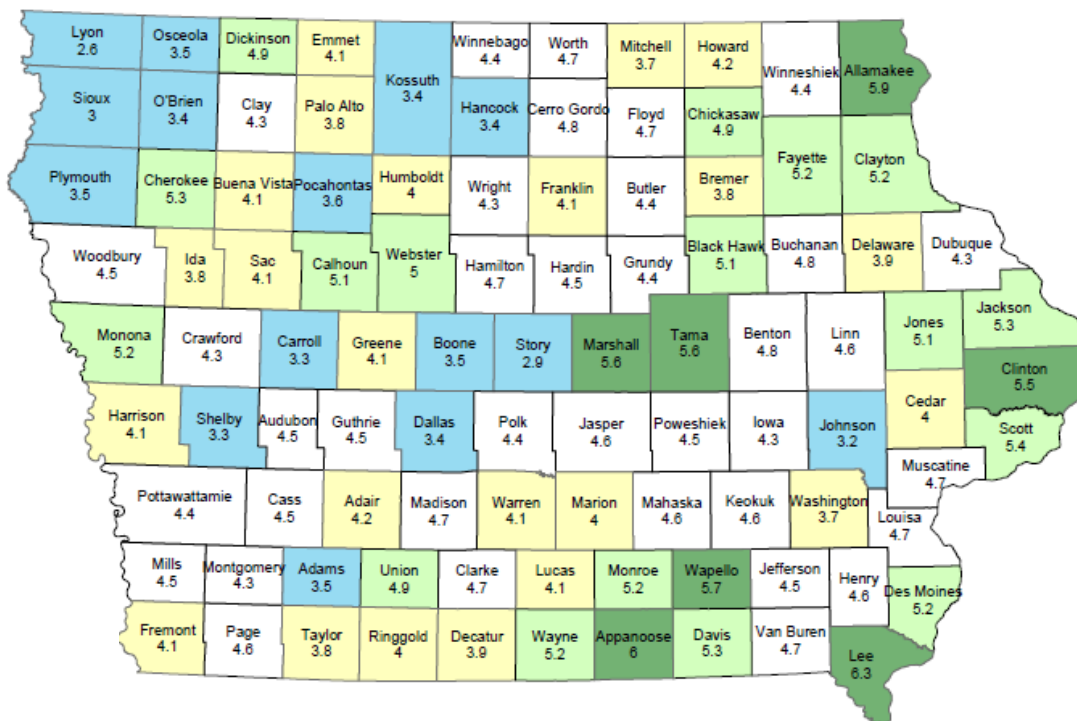 Lyon
2.6
Osceola
3.5
Dickinson
4.9
Emmet
4.1
Kossuth
3.4
Winnebago
4.4
Worth
4.7
Mitchell
3.7
Howard
4.2
Winneshiek
4.4
Allamakee
5.9
Sioux
3
O'Brien
3.4
Clay
4.3
Palo Alto
3.8
Hancock
3.4
Cerro Gordo
4.8
Floyd
4.7
Chickasaw
4.9
Fayette
5.2
Clayton
5.2
Plymouth
3.5
Cherokee
5.3
Buena Vista
4.1
Pocahontas
3.6
Humboldt
4
Wright
4.3
Franklin
4.1
Butler
4.4
Bremer
3.8
Woodbury
4.5
Ida
3.8
Sac
4.1
Calhoun
5.1
Webster
5
Hamilton
4.7
Hardin
4.5
Grundy
4.4
Black Hawk
5.1
Buchanan
4.8
Delaware
3.9
Dubuque
4.3
Monona
5.2
Crawford
4.3
Carroll
3.3
Greene
4.1
Boone
3.5
Story
2.9
Marshall
5.6
Tama
5.6
Benton
4.8
Linn
4.6
Jones
5.1
Jackson
5.3
Clinton
5.5
Harrison
4.1
Shelby
3.3
Audubon
4.5
Guthrie
4.5
Dallas
3.4
Polk
4.4
Jasper
4.6
Poweshiek
4.5
Iowa
4.3
Johnson
3.2
Cedar
4
Scott
5.4
Muscatine
4.7
Pottawattamie
4.4
Cass
4.5
Adair
4.2
Madison
4.7
Warren
4.1
Marion
4
Mahaska
4.6
Keokuk
4.6
Washington
3.7
Louisa
4.7
Mills
4.5
Montgomery
4.3
Adams
3.5
Union
4.9
Clarke
4.7
Lucas
4.1
Monroe
5.2
Wapello
5.7
Jefferson
4.5
Henry
4.6
Des Moines
5.2
Fremont
4.1
Page
4.6
Taylor
3.8
Ringgold
4
Decatur
3.9
Wayne
5.2
Appanoose
6
Davis
5.3
Van Buren
4.7
Lee
6.3